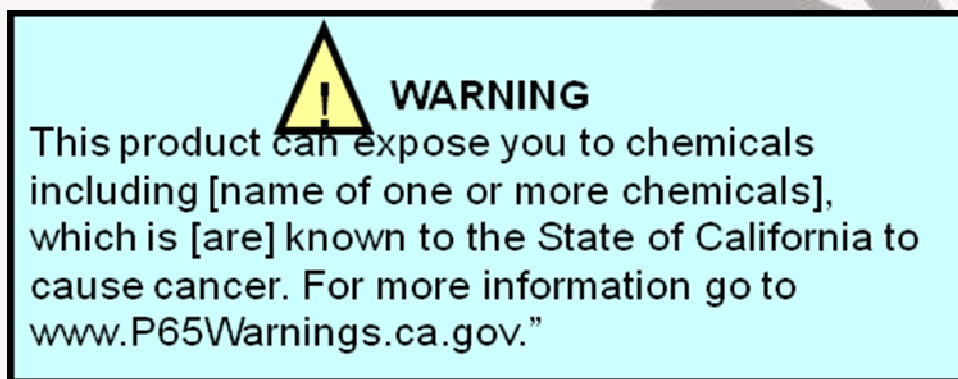 !
WARNING
This product can expose you to chemicals
including [name of one or more chemicals],
which is [are] known to the State of California to
cause cancer. For more information go to
www.P65Warnings.ca.gov.”